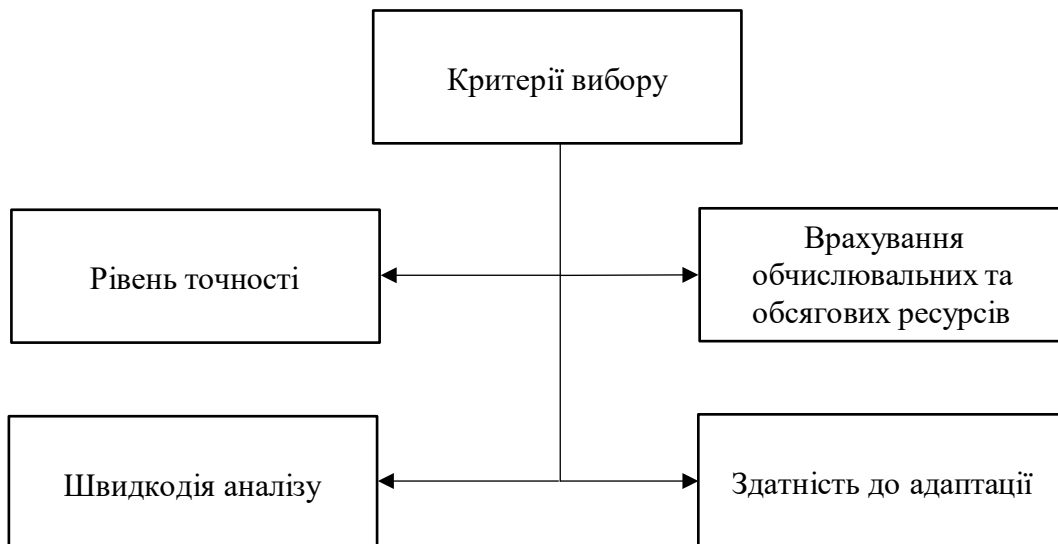 Критерії вибору
Рівень точності
Врахування
обчислювальних та
обсягових ресурсів
Швидкодія аналізу
Здатність до адаптації